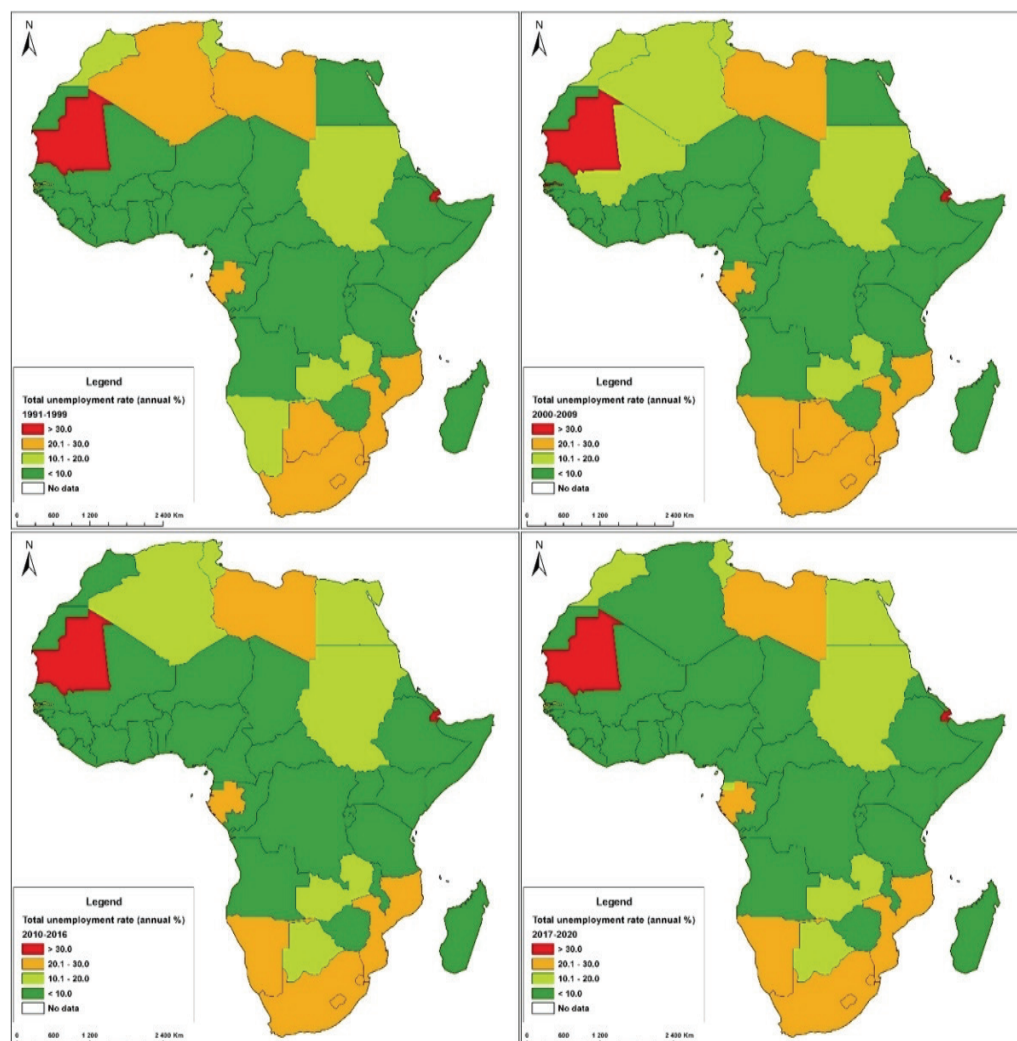 N
Legend
Total unemployment rate (annual %)
1991-1999
> 30.0
20.1 - 30.0
10.1 - 20.0
< 10.0
No data
0 600 1 200 2 400 Km
N
Legend
Total unemployment rate (annual %)
2000-2009
> 30.0
20.1 - 30.0
10.1 - 20.0
< 10.0
No data
0 600 1 200 2 400 Km
N
Legend
Total unemployment rate (annual %)
2010-2016
> 30.0
20.1 - 30.0
10.1 - 20.0
< 10.0
No data
0 600 1 200 2 400 Km
N
Legend
Total unemployment rate (annual %)
2017-2020
> 30.0
20.1 - 30.0
10.1 - 20.0
< 10.0
No data
0 600 1 200 2 400 Km